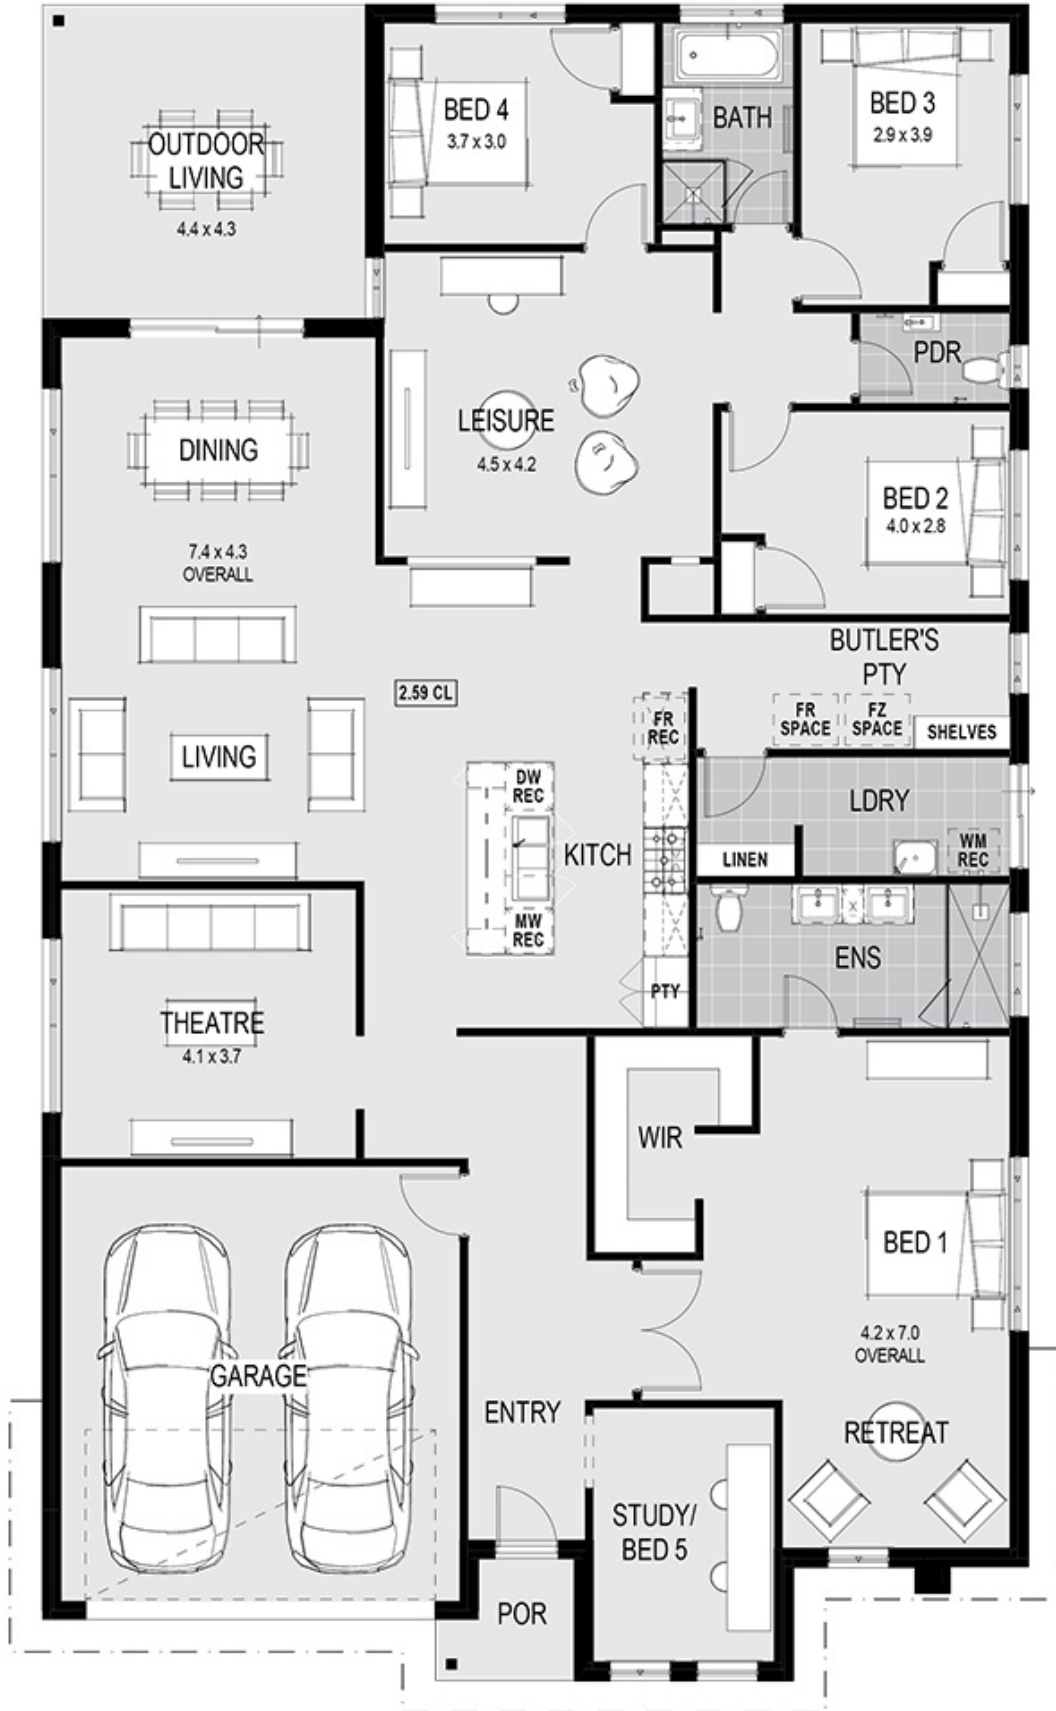 BED 4
3.7 x 3.0
BATH
BED 3
2.9 x 3.9
OUTDOOR
LIVING
4.4 x 4.3
PDR
LEISURE
4.5 x 4.2
DINING
7.4 x 4.3
OVERALL
BED 2
4.0 x 2.8
BUTLER'S
PTY
2.59 CL
FR
REC
FR
SPACE
FZ
SPACE
SHELVES
LIVING
DW
REC
KITCH
LDRY
LINEN
WM
REC
MW
REC
PTY
ENS
THEATRE
4.1 x 3.7
WIR
BED 1
4.2 x 7.0
OVERALL
GARAGE
ENTRY
RETREAT
STUDY/
BED 5
POR